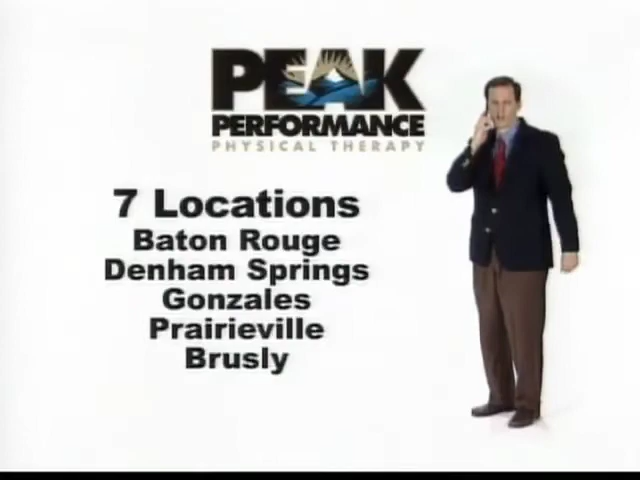 PEAK
PERFORMANCE
PHYSICAL THERAPY
7 Locations
Baton Rouge
Denham Springs
Gonzales
Prairieville
Brusly